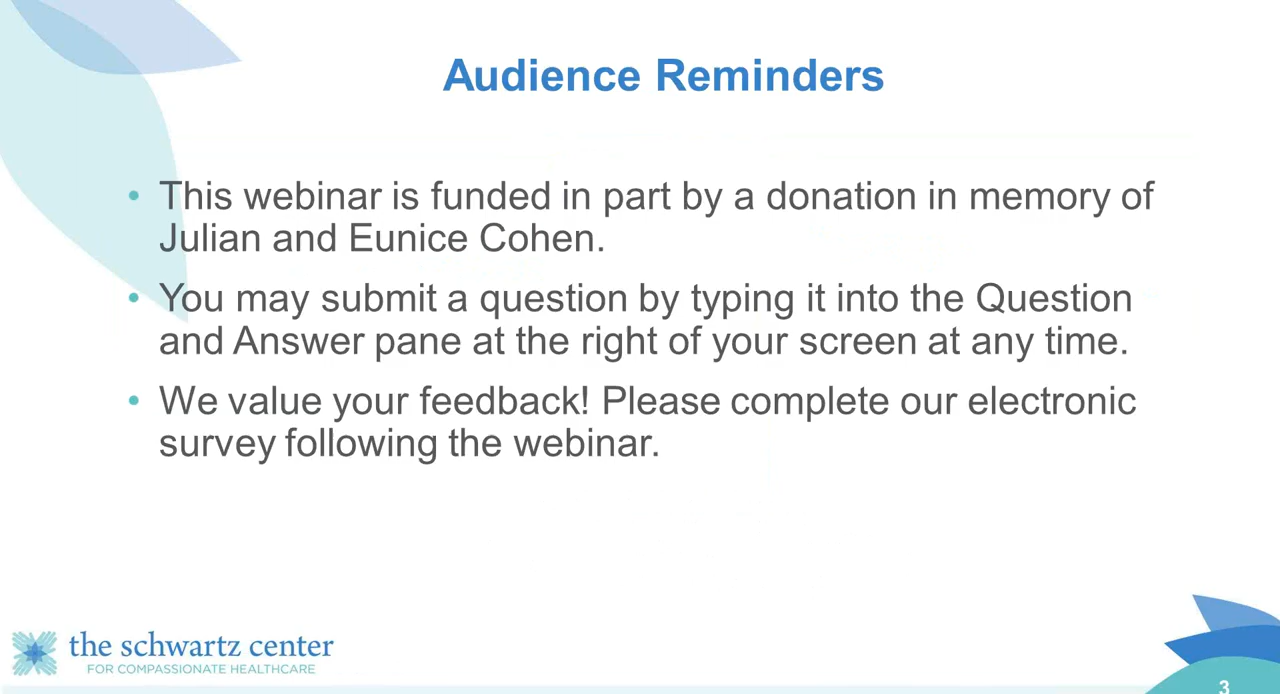 Audience Reminders
• This webinar is funded in part by a donation in memory of
Julian and Eunice Cohen.
• You may submit a question by typing it into the Question
and Answer pane at the right of your screen at any time.
• We value your feedback! Please complete our electronic
survey following the webinar.
the schwartz center
FOR COMPASSIONATE HEALTHCARE
3